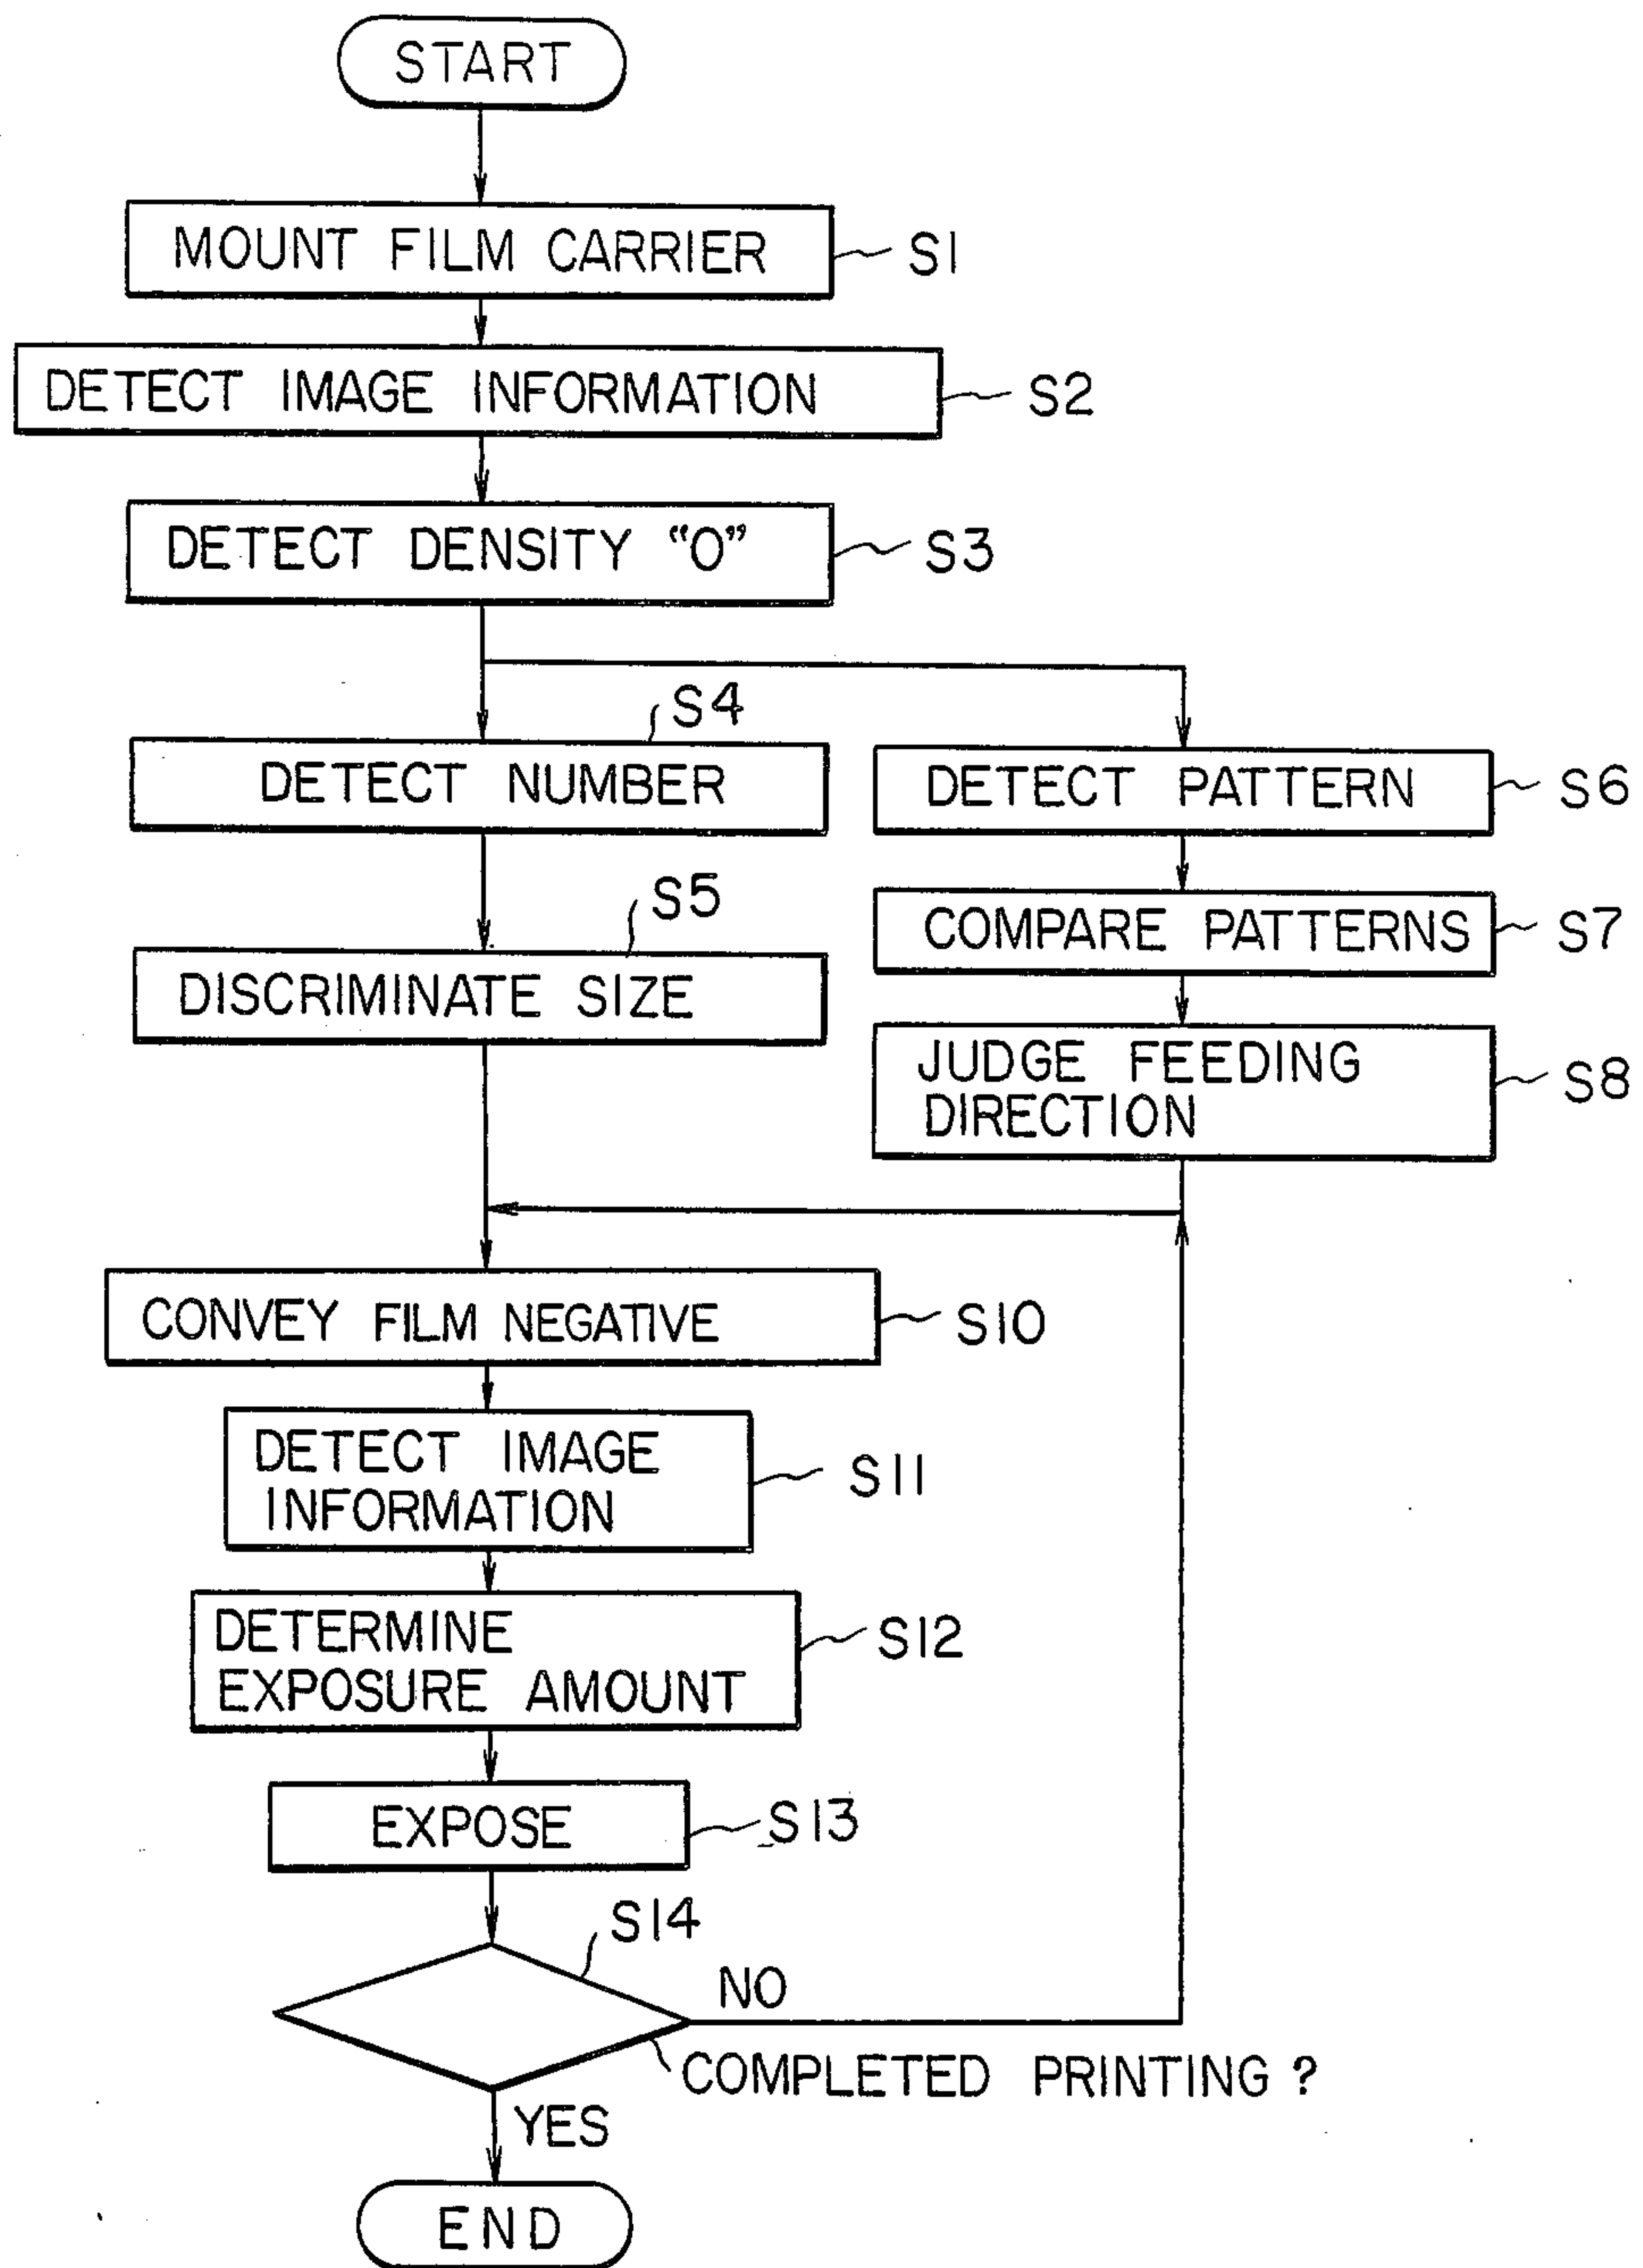 START
MOUNT FILM CARRIER
S1
DETECT IMAGE INFORMATION
S2
DETECT DENSITY “0”
S3
S4
DETECT NUMBER
S5
DISCRIMINATE SIZE
DETECT PATTERN
S6
COMPARE PATTERNS
S7
JUDGE FEEDING
DIRECTION
S8
CONVEY FILM NEGATIVE
S10
DETECT IMAGE
INFORMATION
S11
DETERMINE
EXPOSURE AMOUNT
S12
EXPOSE
S13
S14
NO
COMPLETED PRINTING ?
YES
END